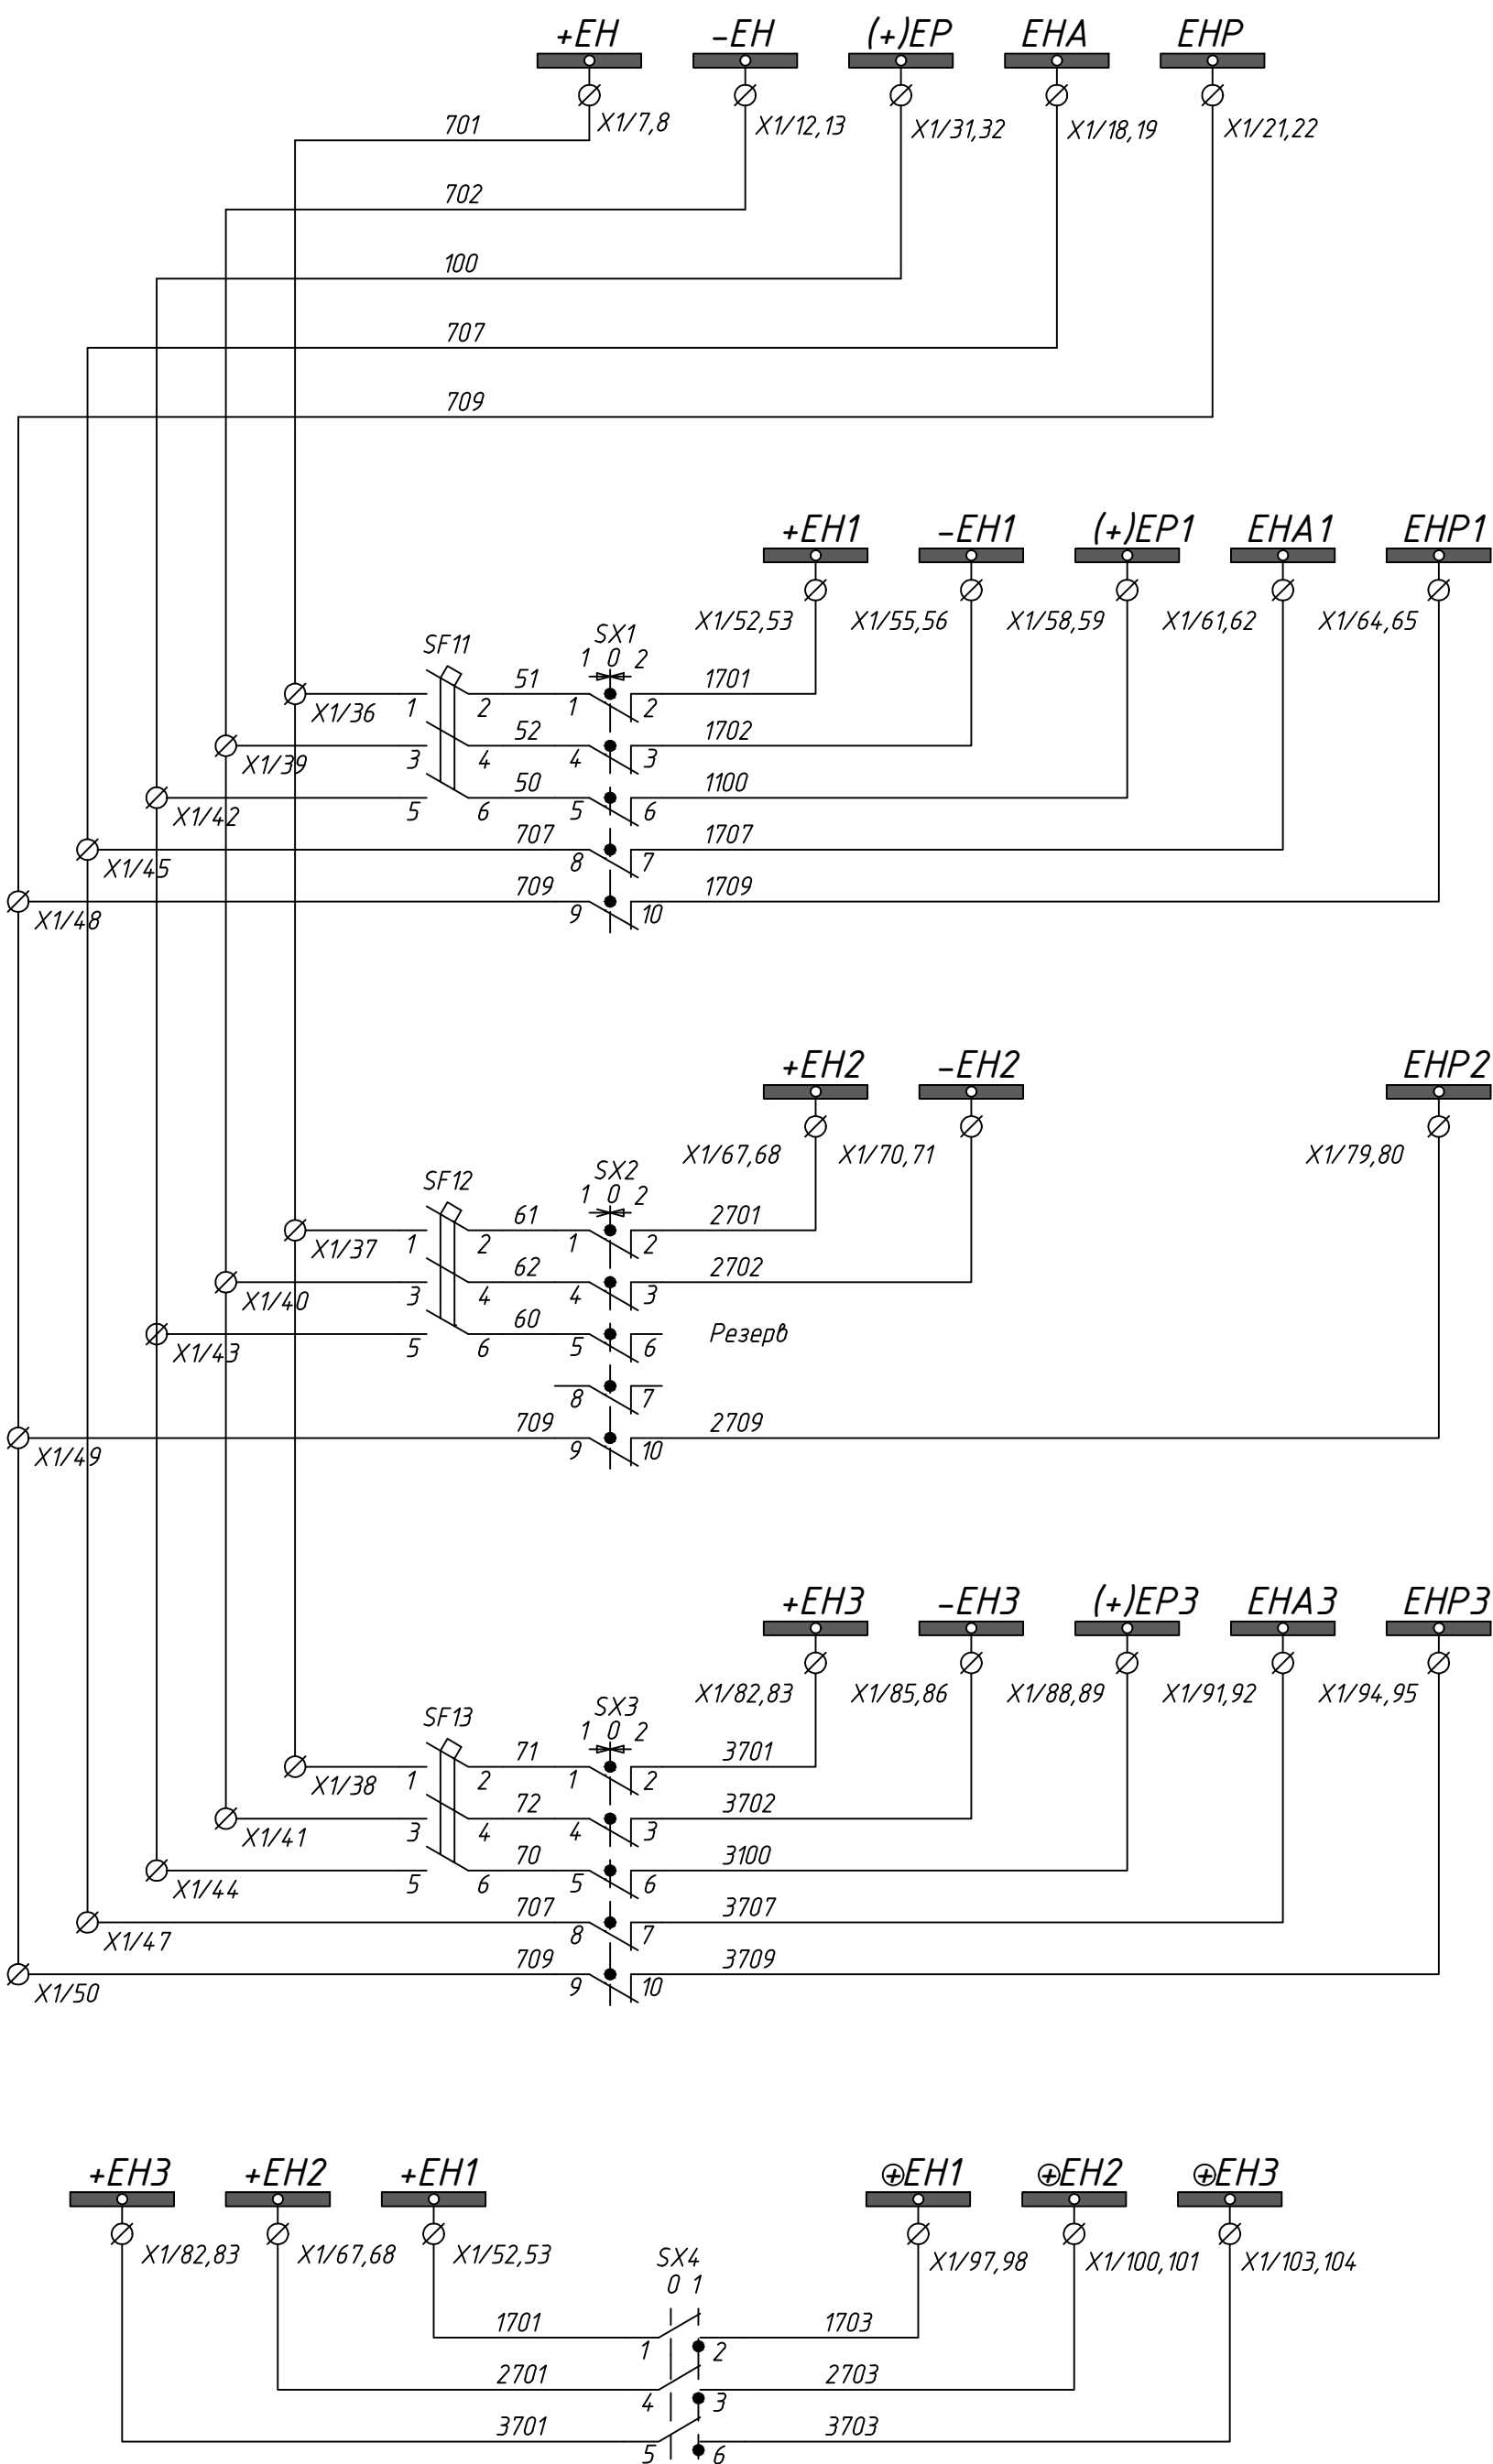 +EH -EH (+)EP EHA EHP
X1/7,8 X1/12,13 X1/31,32 X1/18,19 X1/21,22
701
702
100
707
709
+EH1 -EH1 (+)EP1 EHA1 EHP1
X1/52,53 X1/55,56 X1/58,59 X1/61,62 X1/64,65
SF11 SX1
1 0 2
51 1701
X1/36 1 2 1 2
52 1702
X1/39 3 4 4 3
50 1100
X1/42 5 6 5 6
707 1707
X1/45 8 7
709 1709
X1/48 9 10
+EH2 -EH2 EHP2
X1/67,68 X1/70,71 X1/79,80
SF12 SX2
1 0 2
61 2701
X1/37 1 2 1 2
62 2702
X1/40 3 4 4 3
60 Резерв
X1/43 5 6 5 6
8 7
709 2709
X1/49 9 10
+EH3 -EH3 (+)EP3 EHA3 EHP3
X1/82,83 X1/85,86 X1/88,89 X1/91,92 X1/94,95
SF13 SX3
1 0 2
71 3701
X1/38 1 2 1 2
72 3702
X1/41 3 4 4 3
70 3100
X1/44 5 6 5 6
707 3707
X1/47 8 7
709 3709
X1/50 9 10
+EH3 +EH2 +EH1 ⊕EH1 ⊕EH2 ⊕EH3
X1/82,83 X1/67,68 X1/52,53 X1/97,98 X1/100,101 X1/103,104
SX4
0 1
1701 1703
1 2
2701 2703
4 3
3701 3703
5 6